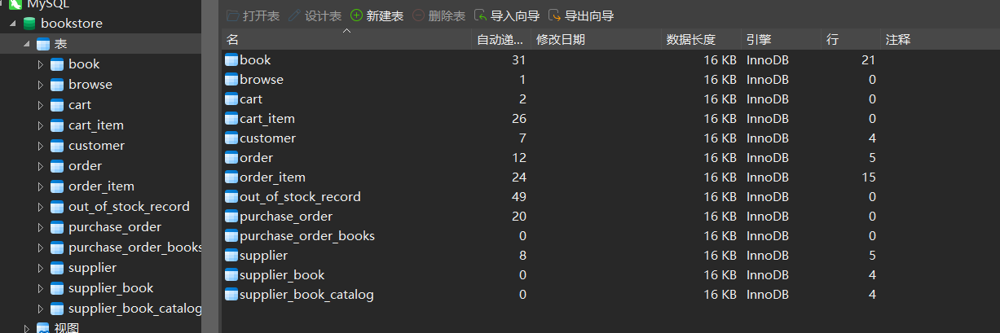 MySQL
bookstore
表
book
browse
cart
cart_item
customer
order
order_item
out_of_stock_record
purchase_order
purchase_order_books
supplier
supplier_book
supplier_book_catalog
视图
打开表 设计表 新建表 删除表 导入向导 导出向导
名 自动递... 修改日期 数据长度 引擎 行 注释
book 31 16 KB InnoDB 21
browse 1 16 KB InnoDB 0
cart 2 16 KB InnoDB 0
cart_item 26 16 KB InnoDB 0
customer 7 16 KB InnoDB 4
order 12 16 KB InnoDB 5
order_item 24 16 KB InnoDB 15
out_of_stock_record 49 16 KB InnoDB 0
purchase_order 20 16 KB InnoDB 0
purchase_order_books 0 16 KB InnoDB 0
supplier 8 16 KB InnoDB 5
supplier_book 0 16 KB InnoDB 4
supplier_book_catalog 0 16 KB InnoDB 4